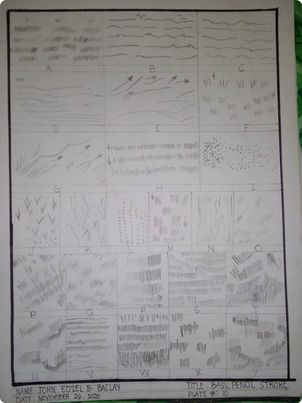 A B C
D E F
G H I
J K L M N O
P Q R S T
U V W X Y
NAME: JOHN EDZEL B. BACLAY TITLE: BASIC PENCIL STROKE
DATE: NOVEMBER 26, 2020 PLATE #: 10